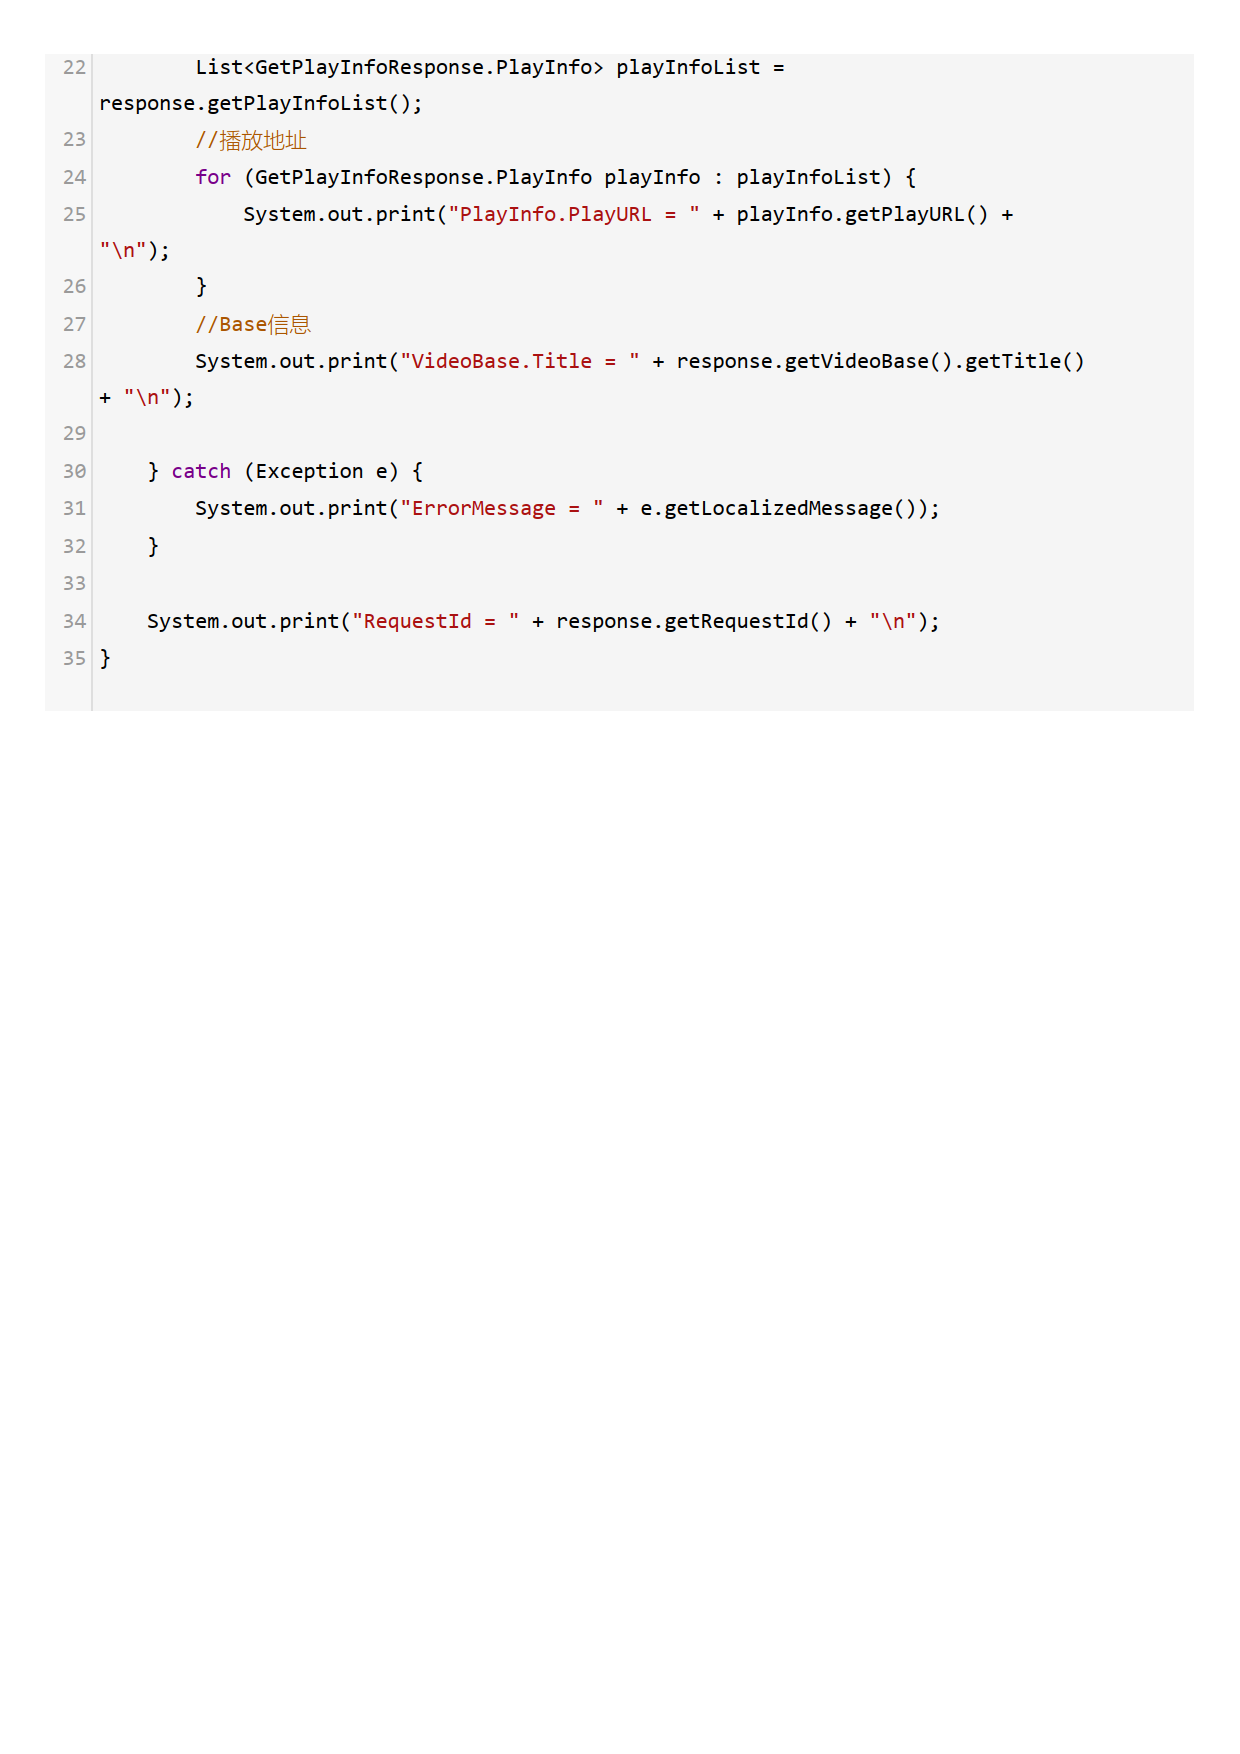 22         List<GetPlayInfoResponse.PlayInfo> playInfoList =
response.getPlayInfoList();
23         //播放地址
24         for (GetPlayInfoResponse.PlayInfo playInfo : playInfoList) {
25             System.out.print("PlayInfo.PlayURL = " + playInfo.getPlayURL() +
"\n");
26         }
27         //Base信息
28         System.out.print("VideoBase.Title = " + response.getVideoBase().getTitle()
+ "\n");
29
30     } catch (Exception e) {
31         System.out.print("ErrorMessage = " + e.getLocalizedMessage());
32     }
33
34     System.out.print("RequestId = " + response.getRequestId() + "\n");
35 }